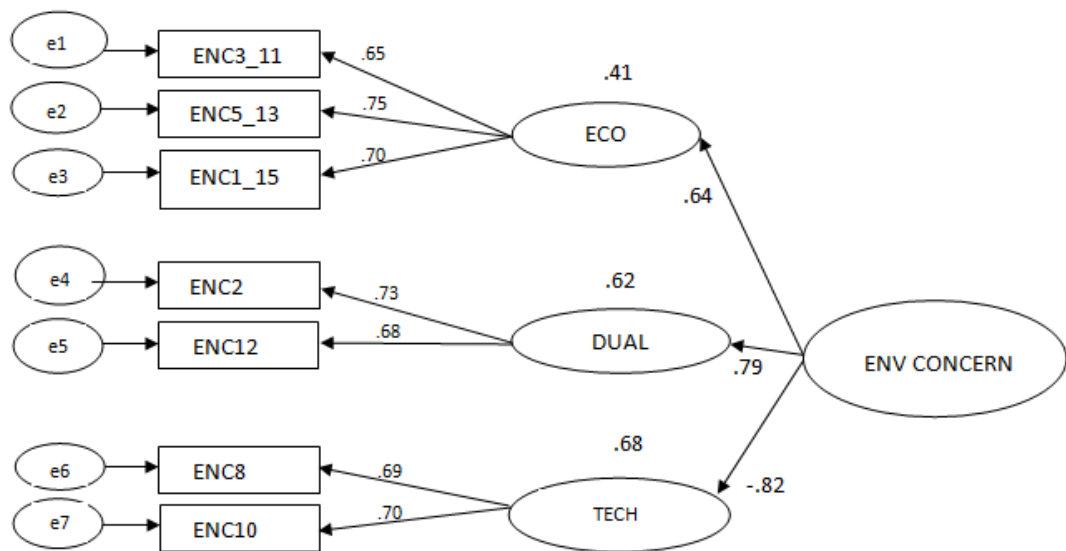 e1
ENC3_11
.65
.41
e2
ENC5_13
.75
ECO
e3
ENC1_15
.70
.64
e4
ENC2
.73
.62
e5
ENC12
.68
DUAL
.79
ENV CONCERN
e6
ENC8
.69
.68
-.82
e7
ENC10
.70
TECH